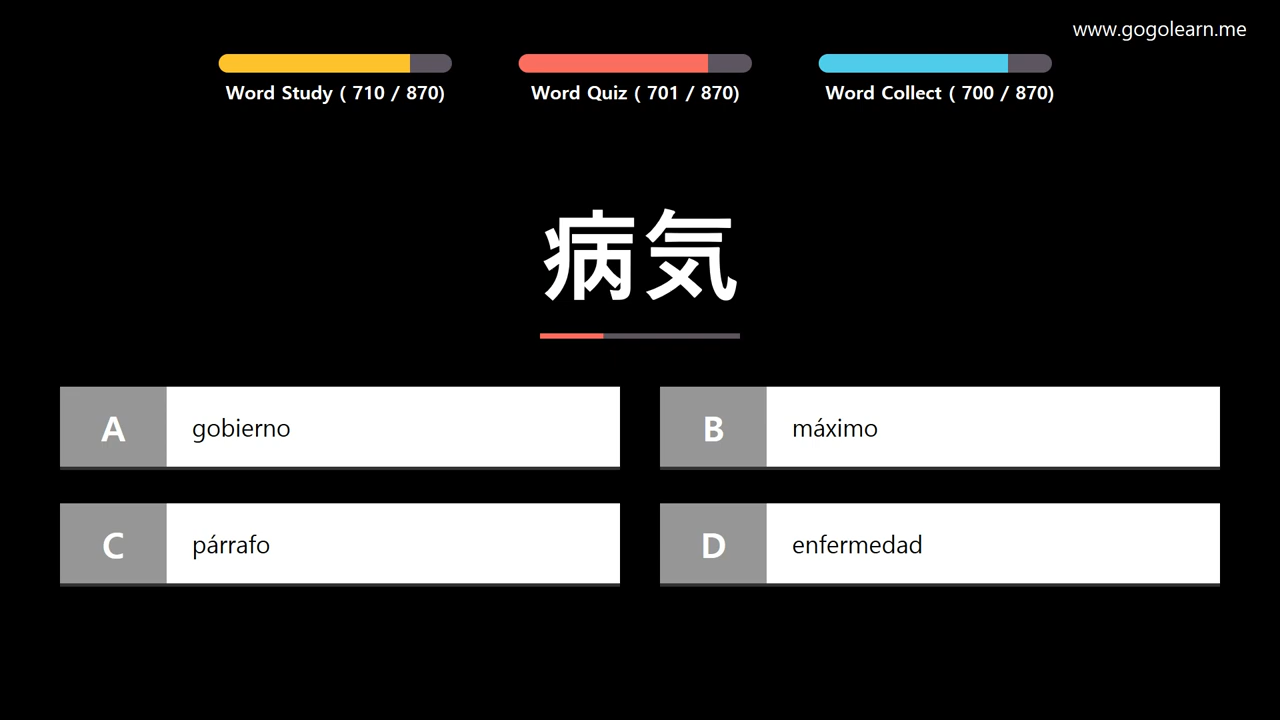 www.gogolearn.me
Word Study ( 710 / 870)
Word Quiz ( 701 / 870)
Word Collect ( 700 / 870)
病気
A gobierno
B máximo
C párrafo
D enfermedad